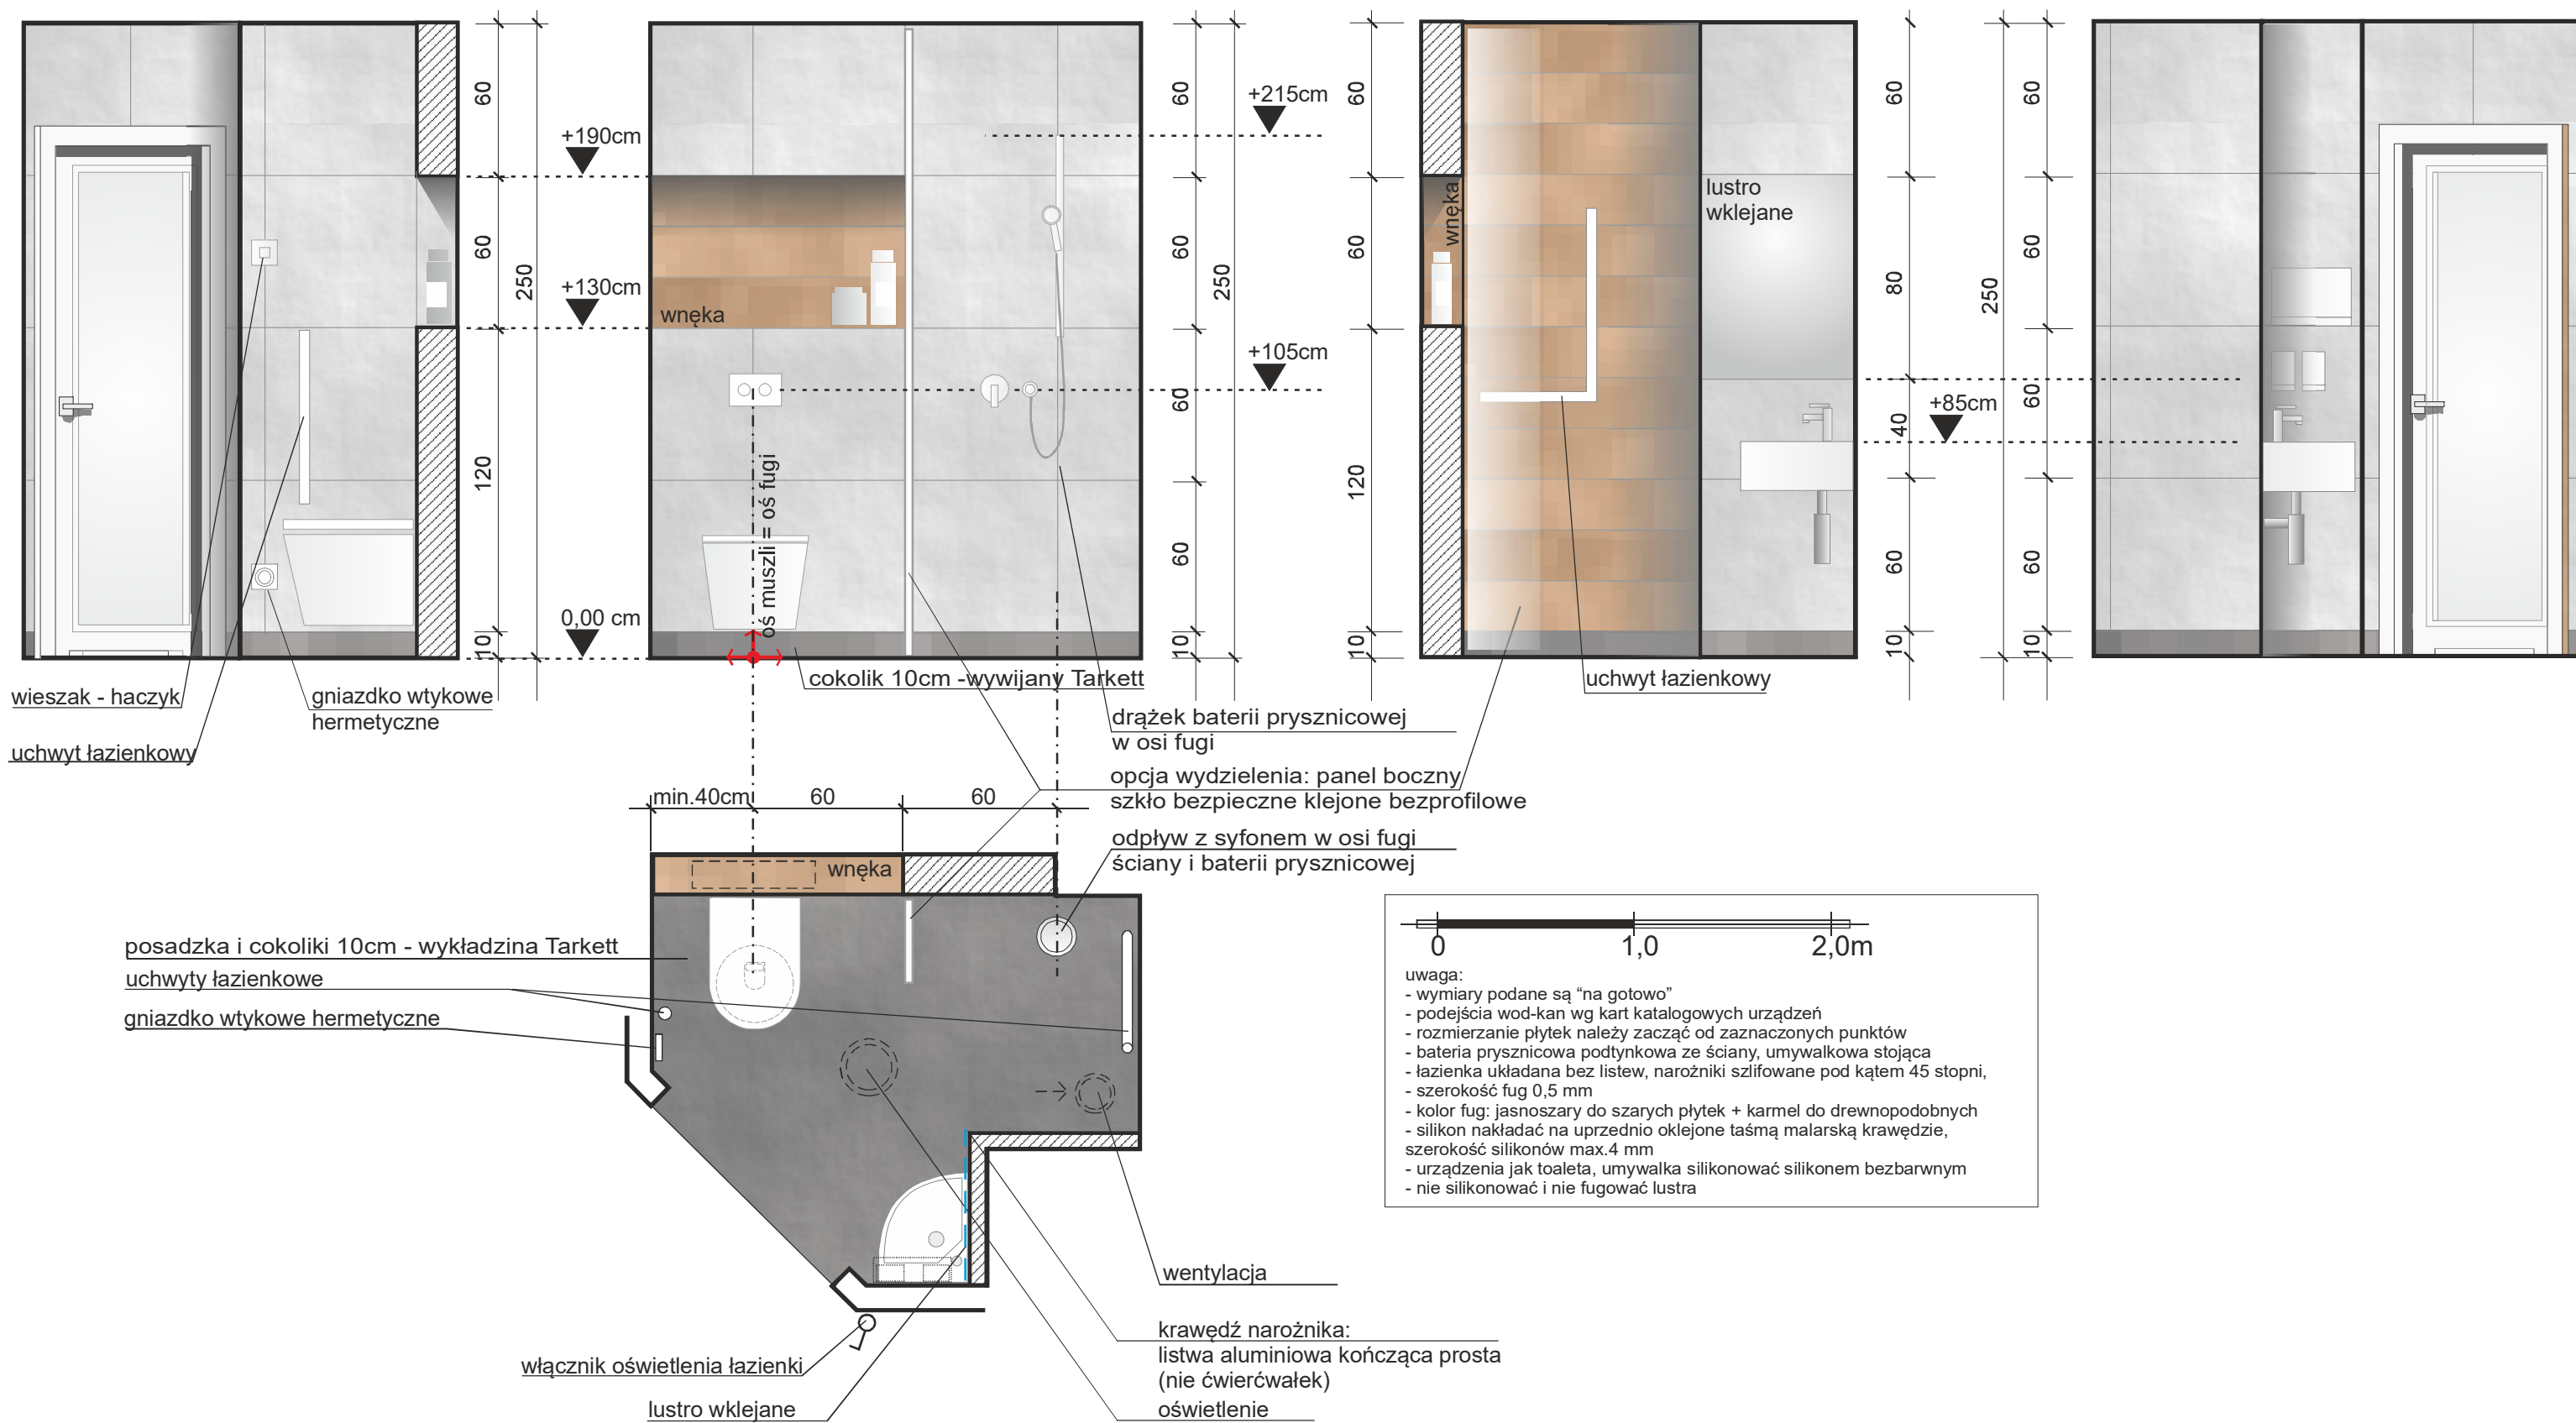 60
60
250
120
10
wieszak - haczyk
gniazdko wtykowe
hermetyczne
uchwyt łazienkowy
+190cm
+130cm
0,00 cm
wnęka
oś muszli = oś fugi
cokolik 10cm -wywijany Tarkett
60
60
60
60
10
250
+215cm
+105cm
drążek baterii prysznicowej
w osi fugi
opcja wydzielenia: panel boczny
szkło bezpieczne klejone bezprofilowe
odpływ z syfonem w osi fugi
ściany i baterii prysznicowej
60
60
120
10
wnęka
lustro
wklejane
uchwyt łazienkowy
60
80
40
60
10
+85cm
250
60
60
60
60
10
min.40cm
60
60
wnęka
posadzka i cokoliki 10cm - wykładzina Tarkett
uchwyty łazienkowe
gniazdko wtykowe hermetyczne
włącznik oświetlenia łazienki
lustro wklejane
wentylacja
krawędź narożnika:
listwa aluminiowa kończąca prosta
(nie ćwierćwałek)
oświetlenie
0
1,0
2,0m
uwaga:
- wymiary podane są “na gotowo”
- podejścia wod-kan wg kart katalogowych urządzeń
- rozmierzanie płytek należy zacząć od zaznaczonych punktów
- bateria prysznicowa podtynkowa ze ściany, umywalkowa stojąca
- łazienka układana bez listew, narożniki szlifowane pod kątem 45 stopni,
- szerokość fug 0,5 mm
- kolor fug: jasnoszary do szarych płytek + karmel do drewnopodobnych
- silikon nakładać na uprzednio oklejone taśmą malarską krawędzie,
szerokość silikonów max.4 mm
- urządzenia jak toaleta, umywalka silikonować silikonem bezbarwnym
- nie silikonować i nie fugować lustra